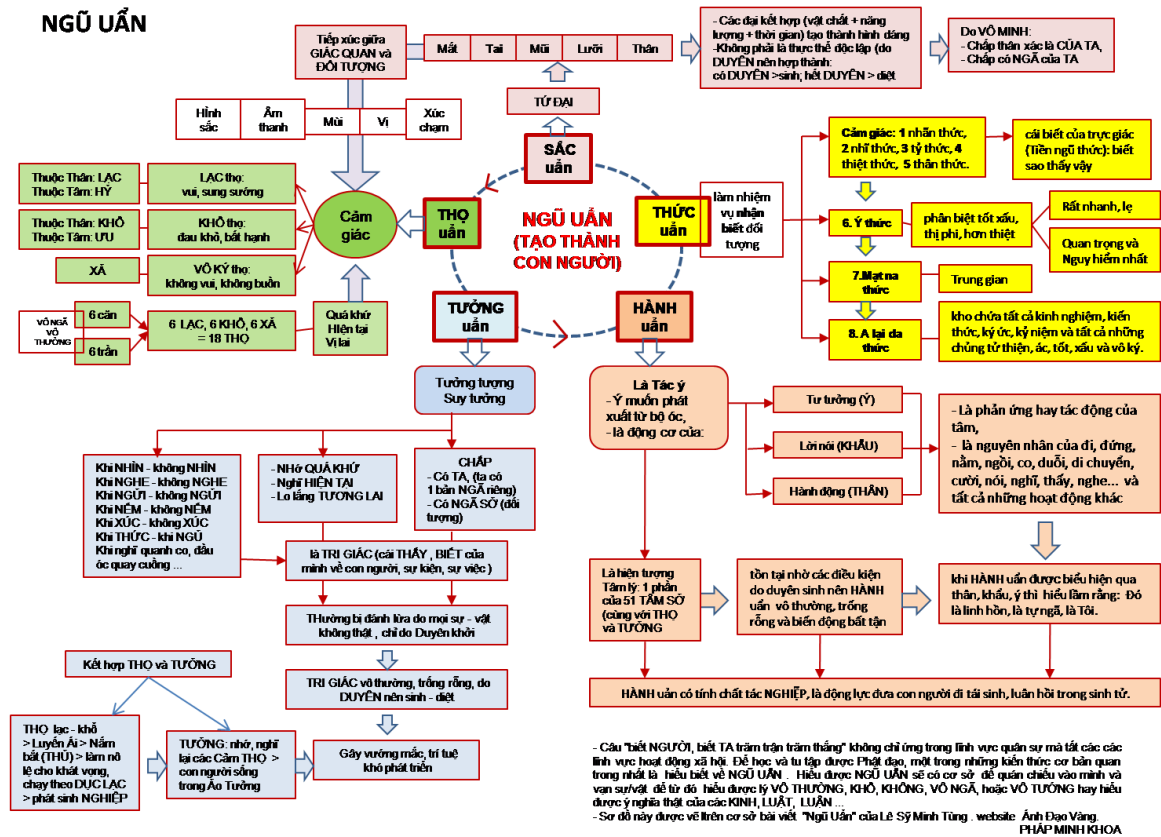 NGŨ UẨN
Tiếp xúc giữa
GIÁC QUAN và
ĐỐI TƯỢNG
Mắt
Tai
Mũi
Lưỡi
Thân
- Các đại kết hợp (vật chất + năng
lượng + thời gian) tạo thành hình dáng
-Không phải là thực thể độc lập (do
DUYÊN nên hợp thành:
có DUYÊN >sinh; hết DUYÊN > diệt
Do VÔ MINH:
- Chấp thân xác là CỦA TA,
- Chấp có NGÃ của TA
TỨ ĐẠI
Hình
sắc
Âm
thanh
Mùi
Vị
Xúc
chạm
SẮC
uẩn
Cảm giác: 1 nhãn thức,
2 nhĩ thức, 3 tỷ thức, 4
thiệt thức, 5 thân thức.
cái biết của trực giác
(Tiền ngũ thức): biết
sao thấy vậy
Thuộc Thân: LẠC
Thuộc Tâm: HỶ
LẠC thọ:
vui, sung sướng
Thuộc Thân: KHỔ
Thuộc Tâm: ƯU
KHỔ thọ:
đau khổ, bất hạnh
XẢ
VÔ KÝ thọ:
không vui, không buồn
Cảm
giác
THỌ
uẩn
NGŨ UẨN
(TẠO THÀNH
CON NGƯỜI)
THỨC
uẩn
làm nhiệm
vụ nhận
biết đối
tượng
6. Ý thức
phân biệt tốt xấu,
thị phi, hơn thiệt
Rất nhanh, lẹ
Quan trọng và
Nguy hiểm nhất
7.Mạt na
thức
Trung gian
8. A lại da
thức
kho chứa tất cả kinh nghiệm, kiến
thức, ký ức, kỷ niệm và tất cả những
chủng tử thiện, ác, tốt, xấu và vô ký.
VÔ NGÃ
VÔ
THƯỜNG
6 căn
6 trần
6 LẠC, 6 KHỔ, 6 XẢ
= 18 THỌ
Quá khứ
HIện tại
Vị lai
TƯỞNG
uẩn
HÀNH
uẩn
Tưởng tượng
Suy tưởng
Là Tác ý
- Ý muốn phát
xuất từ bộ óc,
- là động cơ của:
Tư tưởng (Ý)
Lời nói (KHẨU)
Hành động (THÂN)
- Là phản ứng hay tác động của
tâm,
- là nguyên nhân của đi, đứng,
nằm, ngồi, co, duỗi, di chuyển,
cười, nói, nghĩ, thấy, nghe... và
tất cả những hoạt động khác
Khi NHÌN - không NHÌN
Khi NGHE - không NGHE
Khi NGỬI - không NGỬI
Khi NẾM - không NẾM
Khi XÚC - không XÚC
Khi THỨC - khi NGỦ
Khi nghĩ quanh co, đầu
óc quay cuồng ...
- NHớ QUÁ KHỨ
- Nghĩ HIỆN TẠI
- Lo lắng TƯƠNG LAI
CHẤP
- Có TA, (ta có
1 bản NGÃ riêng)
- Có NGÃ SỞ (đối
tượng)
là TRI GIÁC (cái THẤY , BIẾT của
mình về con người, sự kiện, sự việc )
THường bị đánh lừa do mọi sự - vật
không thật , chỉ do Duyên khởi
TRI GIÁC vô thường, trống rỗng, do
DUYÊN nên sinh - diệt
Gây vướng mắc, trí tuệ
khó phát triển
Kết hợp THỌ và TƯỞNG
THỌ lạc - khổ
> Luyến Ái > Nắm
bắt (THỦ) > làm nô
lệ cho khát vọng,
chạy theo DỤC LẠC
> phát sinh NGHIỆP
TƯỞNG: nhớ, nghĩ
lại các Cảm THỌ >
con người sống
trong Ảo Tưởng
Là hiện tượng
Tâm lý: 1 phần
của 51 TÂM SỞ
(cùng với THỌ
và TƯỞNG
tồn tại nhờ các điều kiện
do duyên sinh nên HÀNH
uẩn vô thường, trống
rỗng và biến động bất tận
khi HÀNH uẩn được biểu hiện qua
thân, khẩu, ý thì hiểu lầm rằng: Đó
là linh hồn, là tự ngã, là Tôi.
HÀNH uản có tính chất tác NGHIỆP, là động lực đưa con người đi tái sinh, luân hồi trong sinh tử.
- Câu "biết NGƯỜI, biết TA trăm trận trăm thắng" không chỉ ứng trong lĩnh vực quân sự mà tất các các
lĩnh vực hoạt động xã hội. Để học và tu tập được Phật đạo, một trong những kiến thức cơ bản quan
trọng nhất là hiểu biết về NGŨ UẨN . Hiểu được NGŨ UẨN sẽ có cơ sở để quán chiếu vào mình và
vạn sự/vật để từ đó hiểu được lý VÔ THƯỜNG, KHỔ, KHÔNG, VÔ NGÃ, hoặc VÔ TƯỚNG hay hiểu
được ý nghĩa thật của các KINH, LUẬT, LUẬN ...
- Sơ đồ này được vẽ ltrên cơ sở bài viết "Ngũ Uẩn" của Lê Sỹ Minh Tùng . website Ánh Đạo Vàng.
PHÁP MINH KHOA